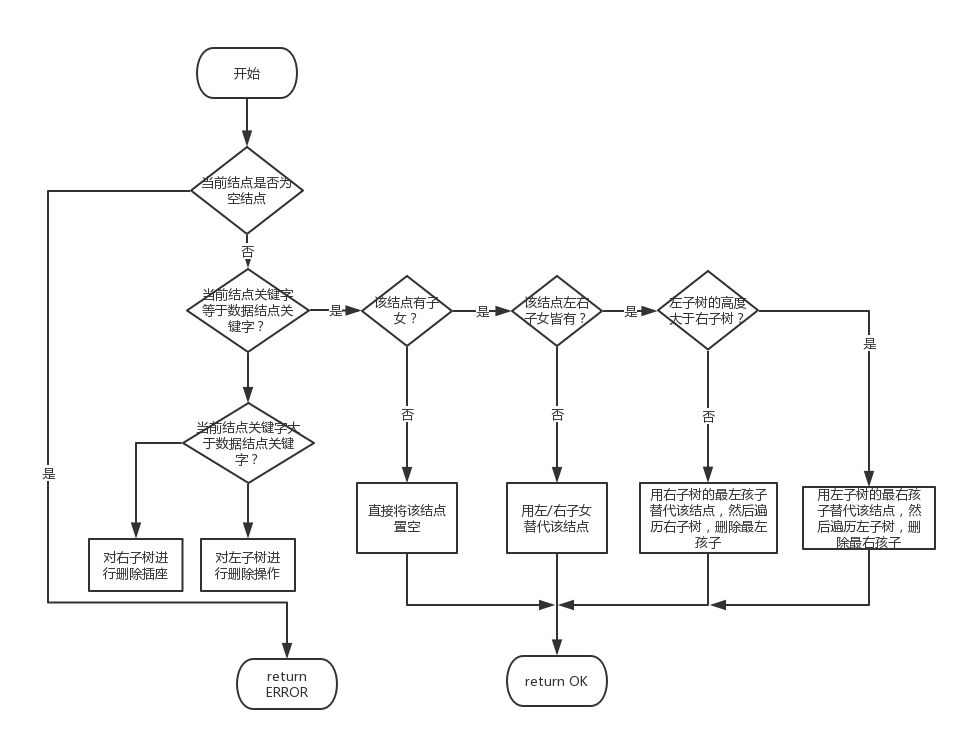 开始
当前结点是否为
空结点
否
当前结点关键字
等于数据结点关
键字？
是
该结点有子
女？
是
该结点左右
子女皆有？
是
左子树的高度
大于右子树？
是
否
否
否
当前结点关键字大
于数据结点关键
字？
是
直接将该结点
置空
用左/右子女
替代该结点
用右子树的最左孩子
替代该结点，然后遍
历右子树，删除最左
孩子
用左子树的最右孩
子替代该结点，然
后遍历左子树，删
除最右孩子
对右子树进
行删除插座
对左子树进
行删除操作
return
ERROR
return OK